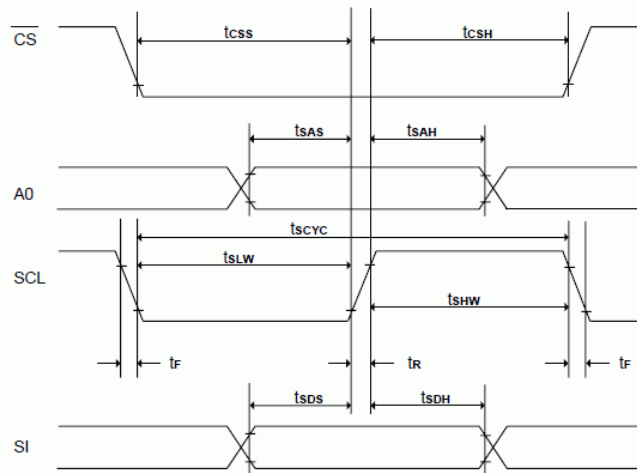 CS
tCSS
tCSH
tSAS
tSAH
A0
tSCYC
tSLW
SCL
tSHW
tF
tR
tF
tSDS
tSDH
SI